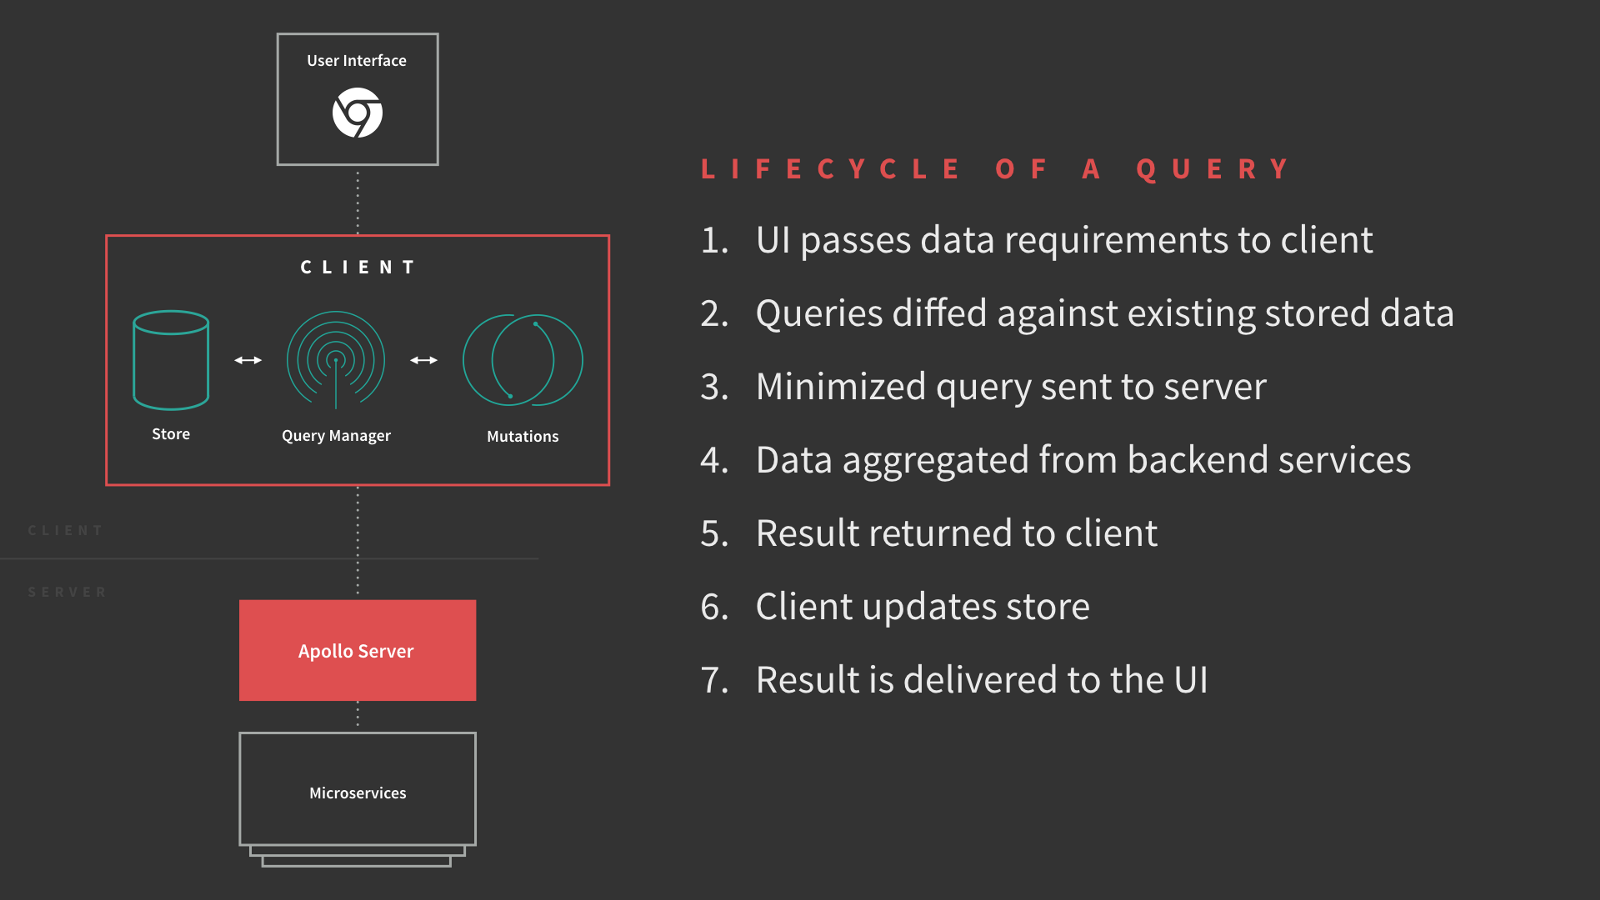 User Interface
CLIENT
Store
Query Manager
Mutations
CLIENT
SERVER
Apollo Server
Microservices
LIFECYCLE OF A QUERY
1. UI passes data requirements to client
2. Queries diffed against existing stored data
3. Minimized query sent to server
4. Data aggregated from backend services
5. Result returned to client
6. Client updates store
7. Result is delivered to the UI